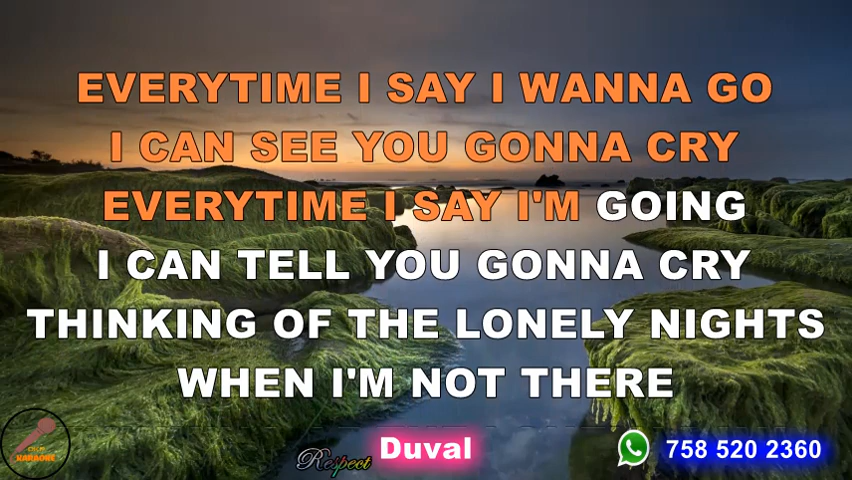 EVERYTIME I SAY I WANNA GO
I CAN SEE YOU GONNA CRY
EVERYTIME I SAY I'M GOING
I CAN TELL YOU GONNA CRY
THINKING OF THE LONELY NIGHTS
WHEN I'M NOT THERE
KARAOKE
Respect Duval
758 520 2360